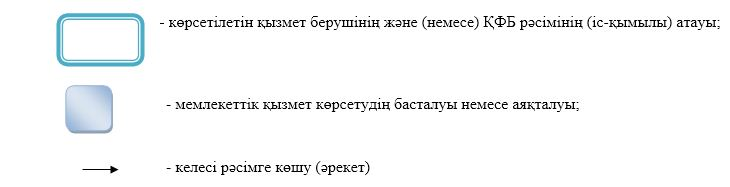 - көрсетілетін қызмет берушінің және (немесе) ҚФБ рәсімінің (іс-қымылы) атауы;
- мемлекеттік қызмет көрсетудің басталуы немесе аяқталуы;
- келесі рәсімге көшу (әрекет)